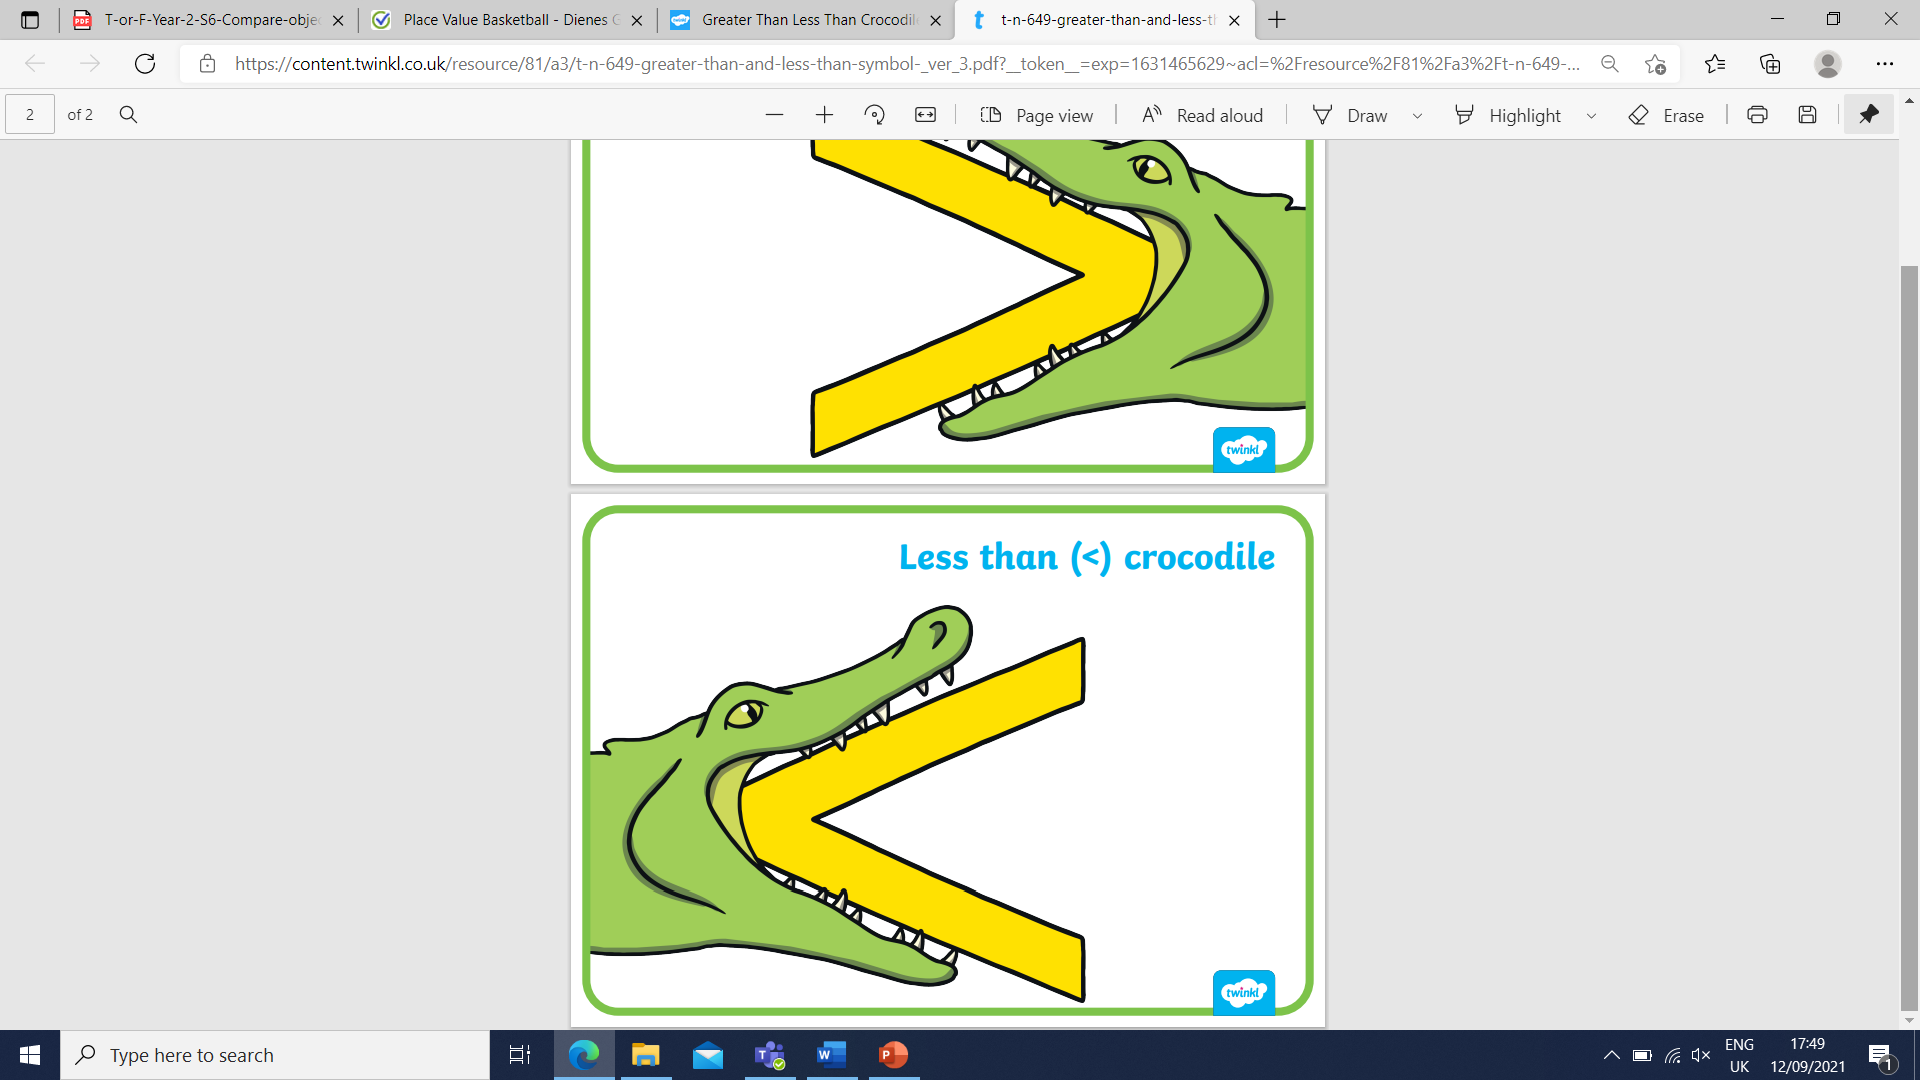 T-or-F-Year-2-S6-Compare-obje
Place Value Basketball - Dienes G
Greater Than Less Than Crocodil
t-n-649-greater-than-and-less-t
https://content.twinkl.co.uk/resource/81/a3/t-n-649-greater-than-and-less-than-symbol-_ver_3.pdf?__token__=exp=1631465629~acl=%2Fresource%2F81%2Fa3%2Ft-n-649-...
2 of 2 Page view Read aloud Draw Highlight Erase
twinkl
Less than (<) crocodile
twinkl
Type here to search
ENG
UK
17:49
12/09/2021
1